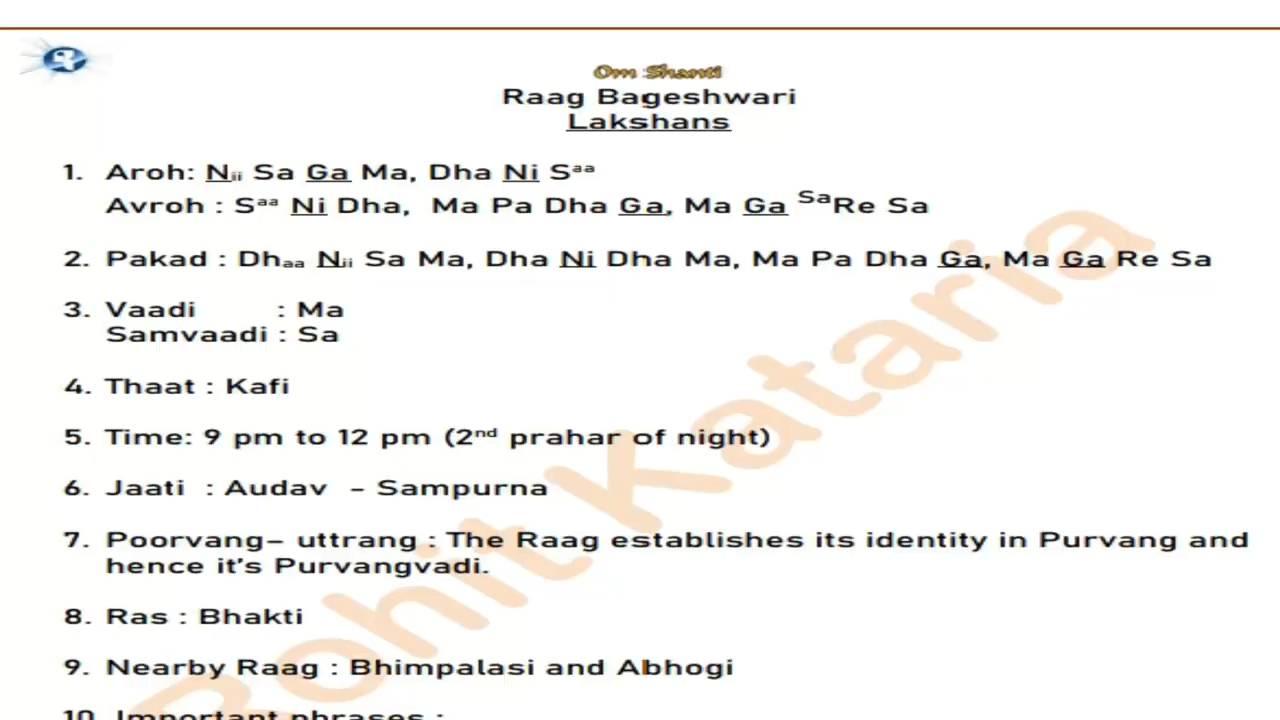 Om Shanti
Raag Bageshwari
Lakshans
1. Aroh: Nᵢᵢ Sa Ga Ma, Dha Ni Sᵃᵃ
Avroh : Sᵃᵃ Ni Dha, Ma Pa Dha Ga, Ma Ga ˢᵃRe Sa
2. Pakad : Dhₐₐ Nᵢᵢ Sa Ma, Dha Ni Dha Ma, Ma Pa Dha Ga, Ma Ga Re Sa
3. Vaadi : Ma
Samvaadi : Sa
4. Thaat : Kafi
5. Time: 9 pm to 12 pm (2ⁿᵈ prahar of night)
6. Jaati : Audav - Sampurna
7. Poorvang- uttrang : The Raag establishes its identity in Purvang and
hence it's Purvangvadi.
8. Ras : Bhakti
9. Nearby Raag : Bhimpalasi and Abhogi
10. Important phrases :
Rohit Kataria